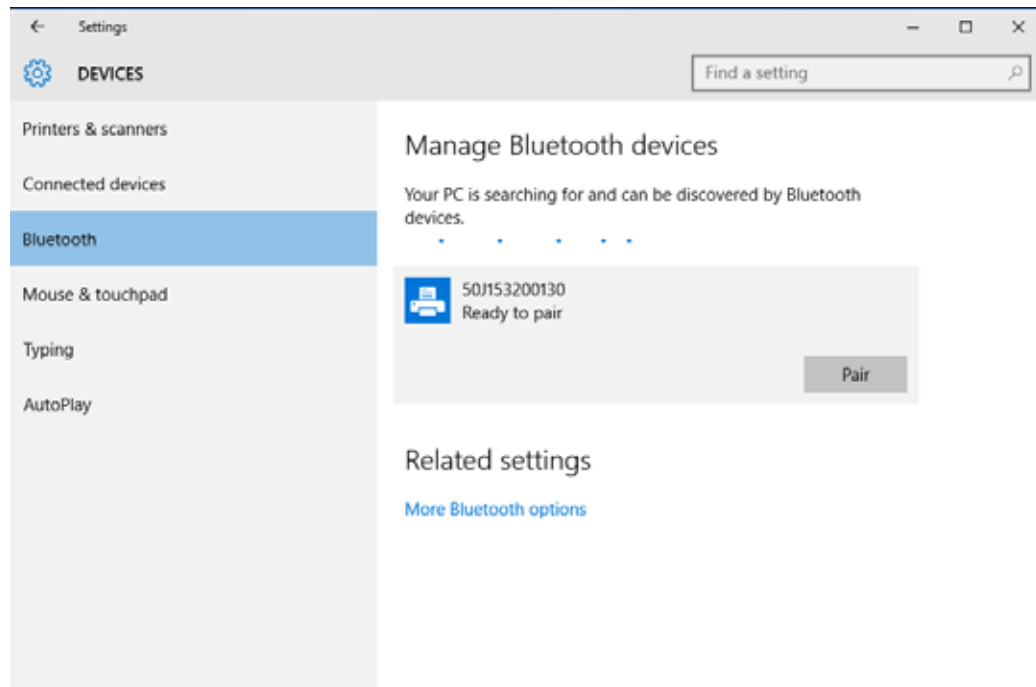 Settings
DEVICES
Find a setting
Printers & scanners
Connected devices
Bluetooth
Mouse & touchpad
Typing
AutoPlay
Manage Bluetooth devices
Your PC is searching for and can be discovered by Bluetooth
devices.
50J153200130
Ready to pair
Pair
Related settings
More Bluetooth options